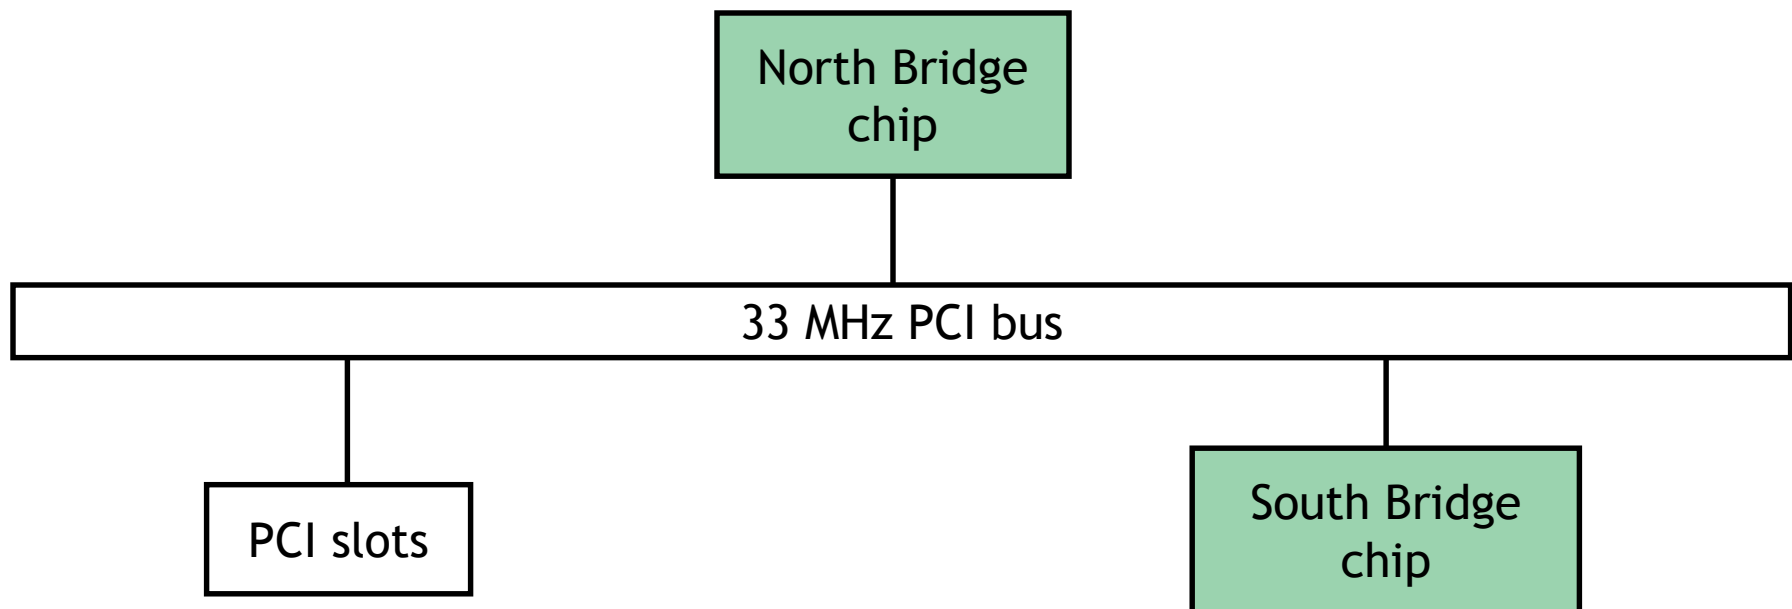 North Bridge
chip
33 MHz PCI bus
PCI slots
South Bridge
chip